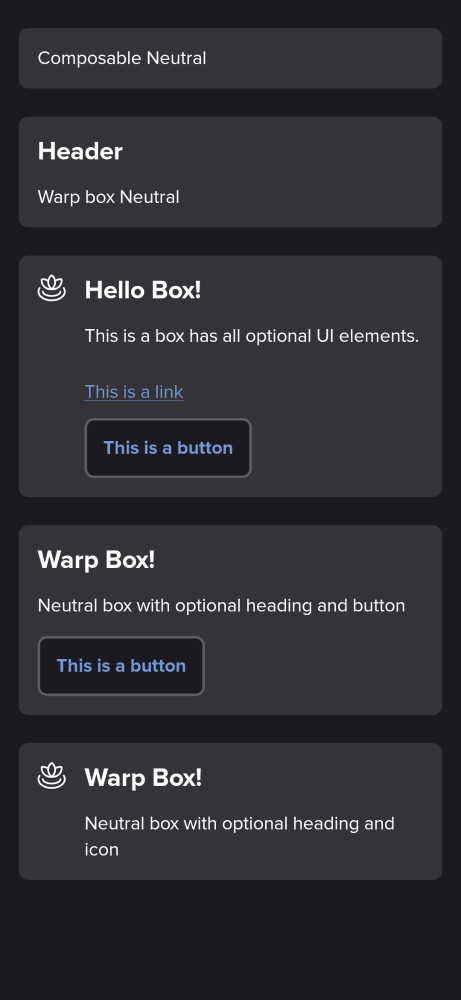 Composable Neutral
Header
Warp box Neutral
Hello Box!
This is a box has all optional UI elements.
This is a link
This is a button
Warp Box!
Neutral box with optional heading and button
This is a button
Warp Box!
Neutral box with optional heading and
icon